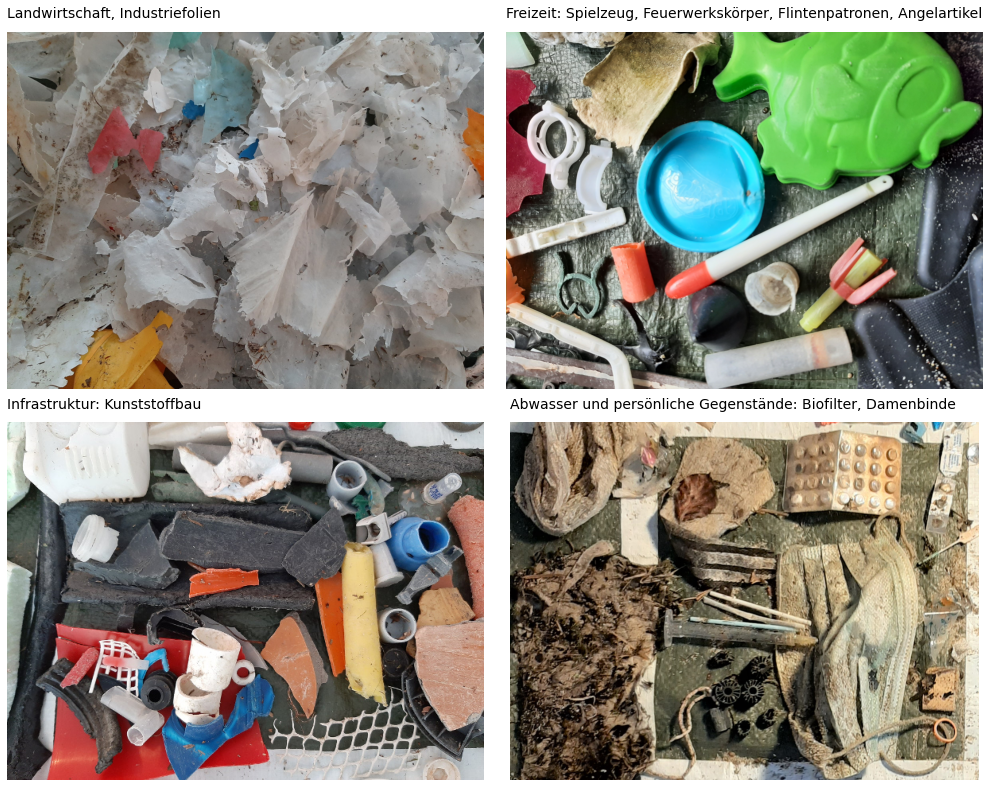 Landwirtschaft, Industriefolien
Freizeit: Spielzeug, Feuerwerkskörper, Flintenpatronen, Angelartikel
Infrastruktur: Kunststoffbau
Abwasser und persönliche Gegenstände: Biofilter, Damenbinde